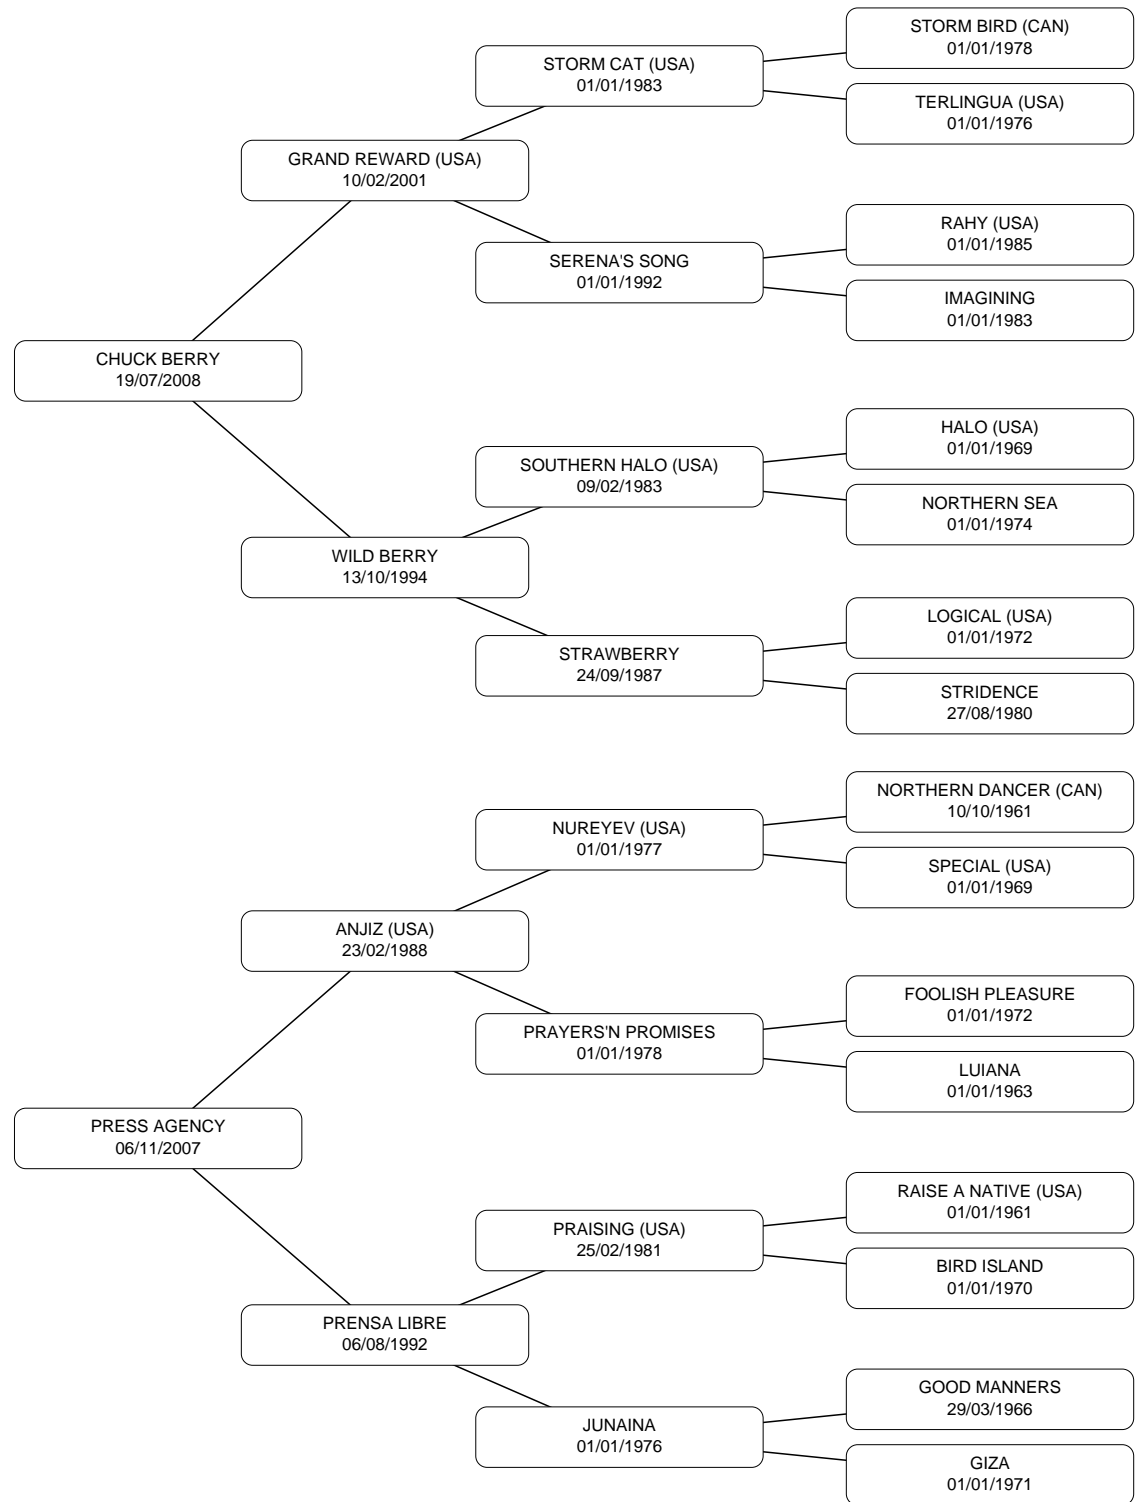 STORM BIRD (CAN)
01/01/1978
STORM CAT (USA)
01/01/1983
TERLINGUA (USA)
01/01/1976
GRAND REWARD (USA)
10/02/2001
RAHY (USA)
01/01/1985
SERENA'S SONG
01/01/1992
IMAGINING
01/01/1983
CHUCK BERRY
19/07/2008
HALO (USA)
01/01/1969
SOUTHERN HALO (USA)
09/02/1983
NORTHERN SEA
01/01/1974
WILD BERRY
13/10/1994
LOGICAL (USA)
01/01/1972
STRAWBERRY
24/09/1987
STRIDENCE
27/08/1980
NORTHERN DANCER (CAN)
10/10/1961
NUREYEV (USA)
01/01/1977
SPECIAL (USA)
01/01/1969
ANJIZ (USA)
23/02/1988
FOOLISH PLEASURE
01/01/1972
PRAYERS'N PROMISES
01/01/1978
LUIANA
01/01/1963
PRESS AGENCY
06/11/2007
RAISE A NATIVE (USA)
01/01/1961
PRAISING (USA)
25/02/1981
BIRD ISLAND
01/01/1970
PRENSA LIBRE
06/08/1992
GOOD MANNERS
29/03/1966
JUNAINA
01/01/1976
GIZA
01/01/1971